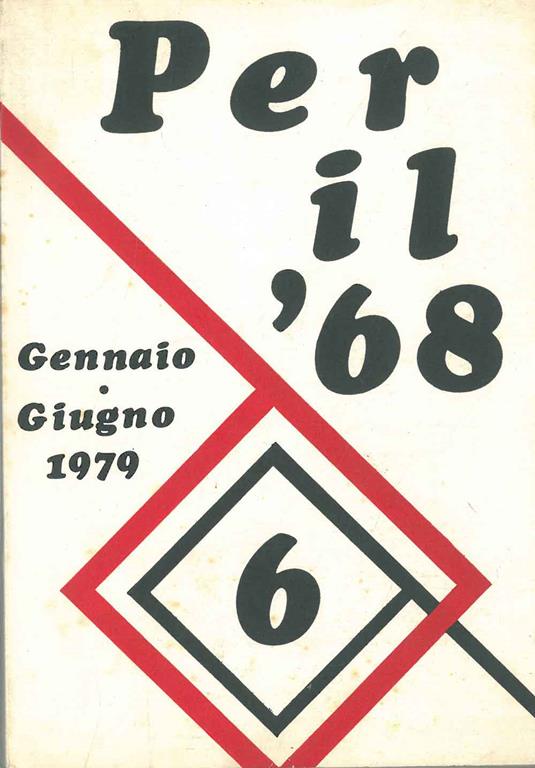 Per
il
'68
Gennaio
.
Giugno
1979
6